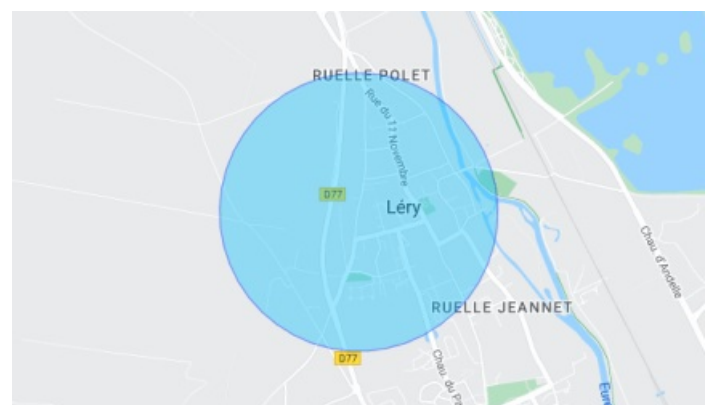 RUELLE POLET
Rue du 11 Novembre
D77
Léry
Chau. d'Andelle
RUELLE JEANNET
D77
Chau. du
Eure